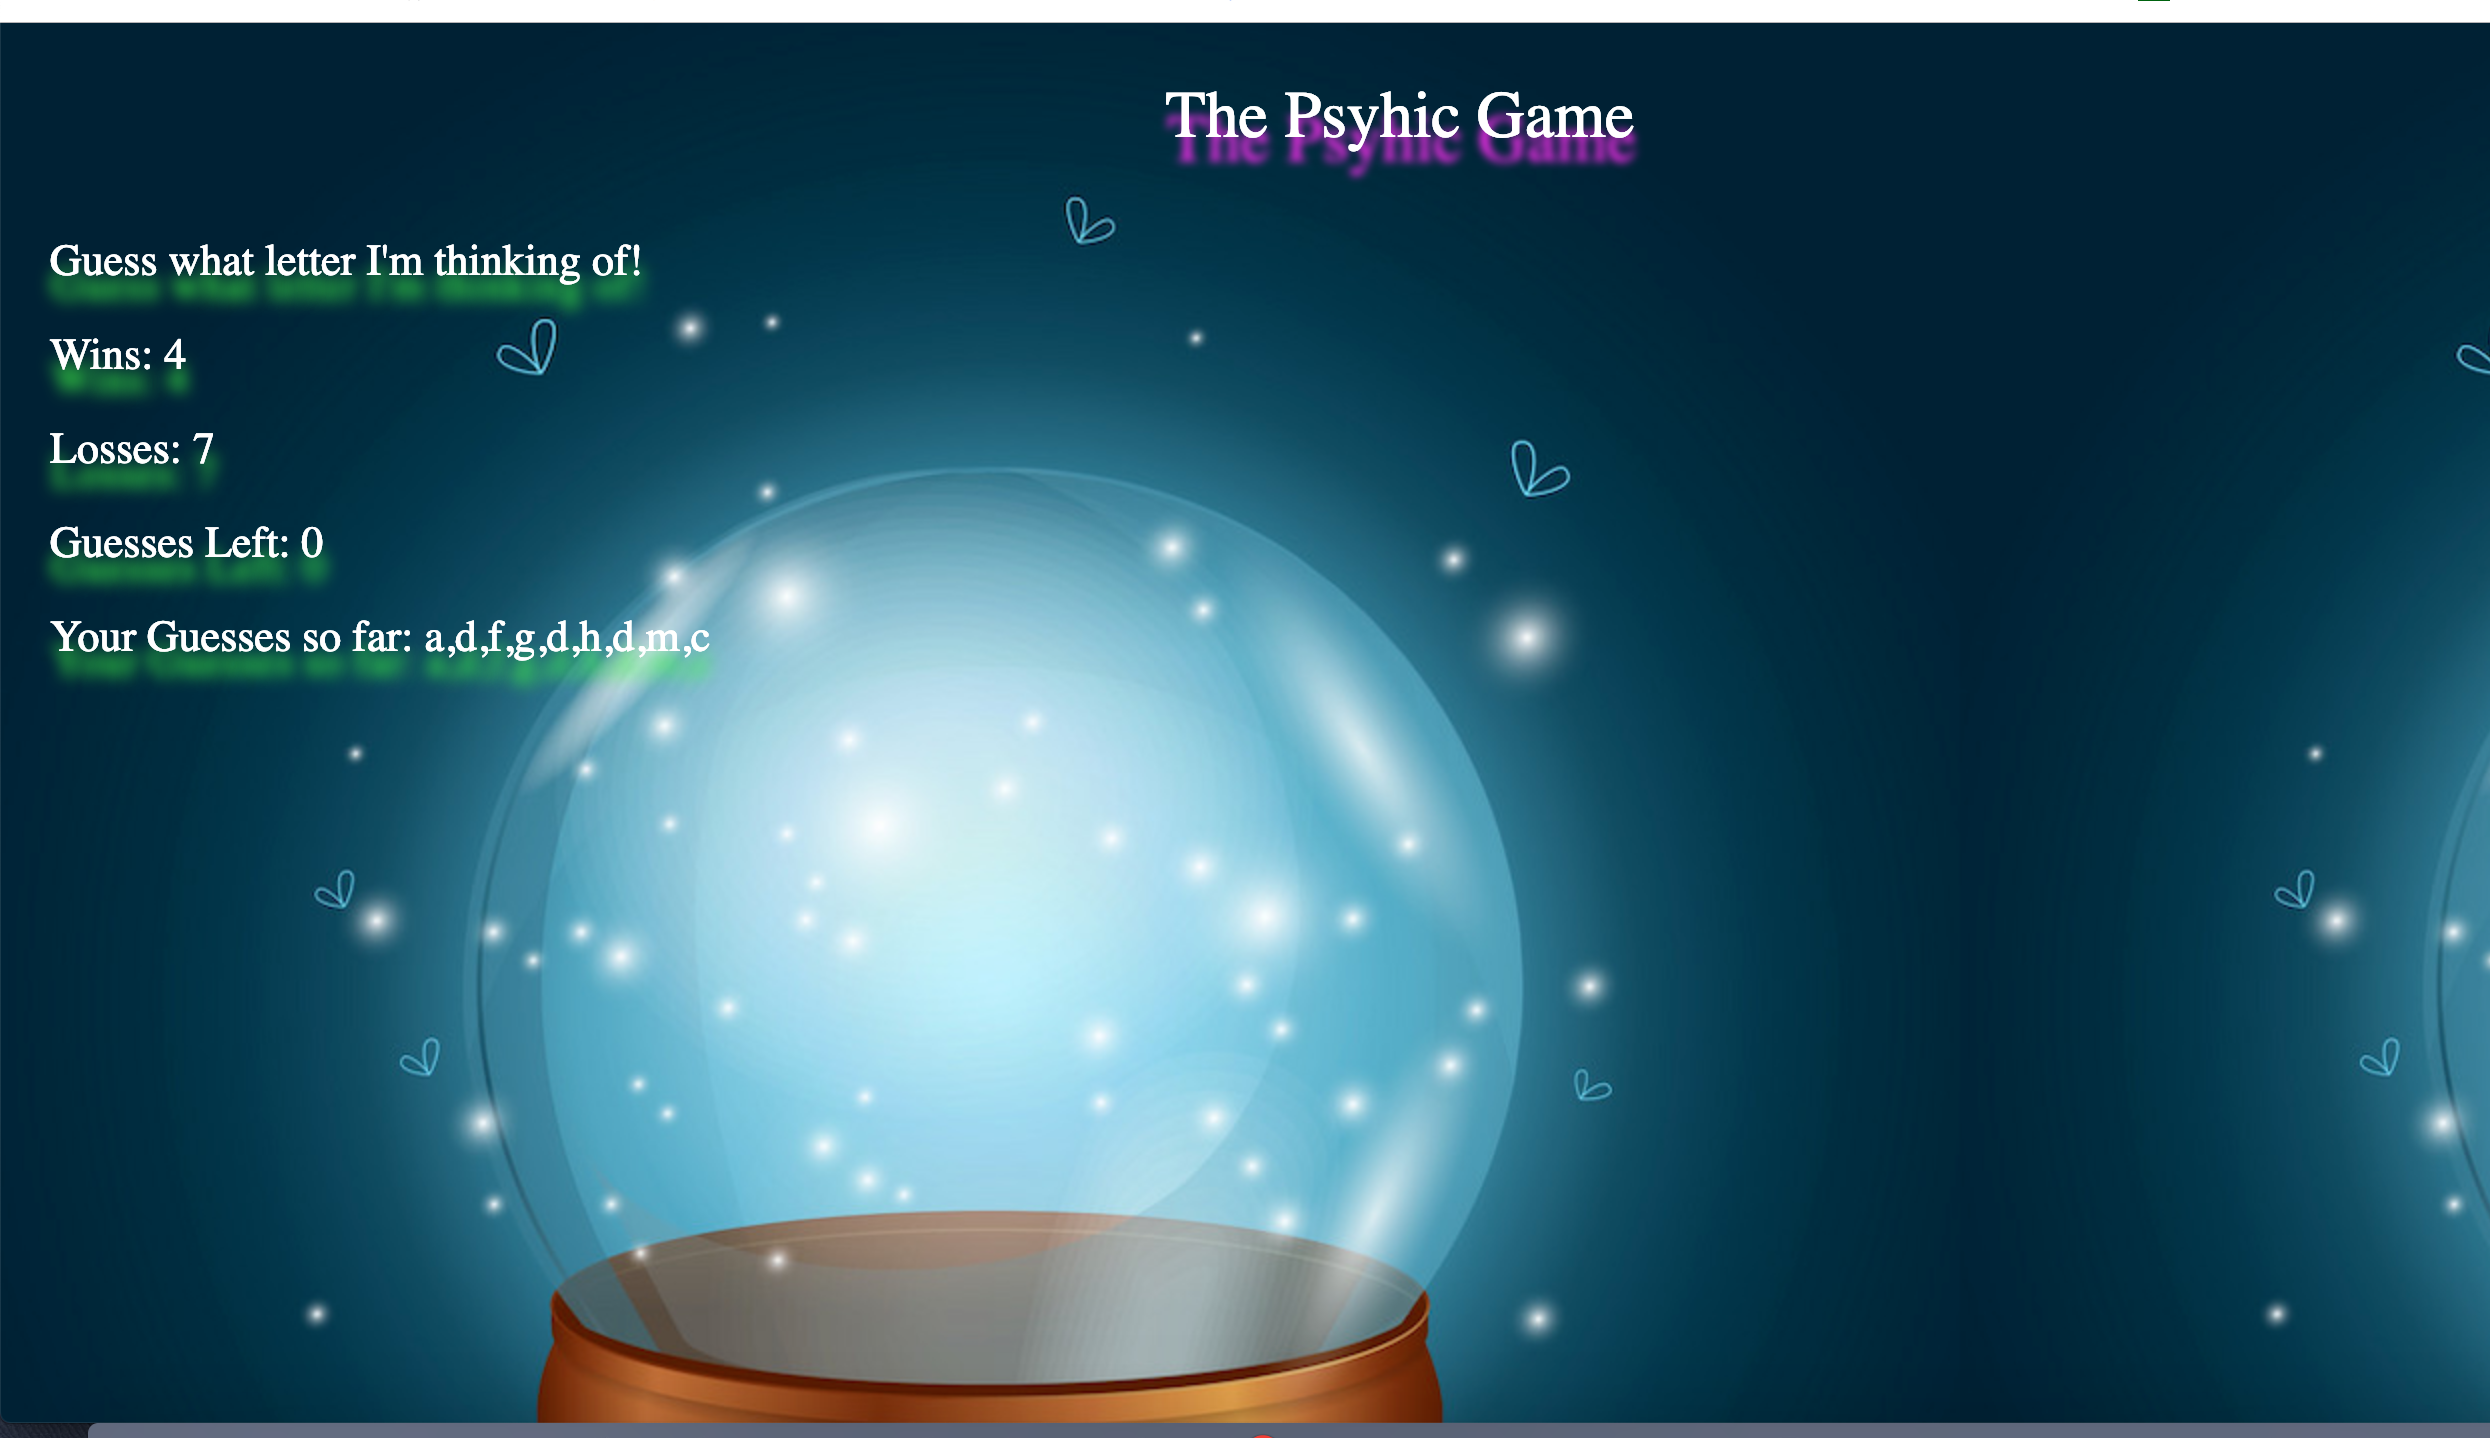 The Psyhic Game
Guess what letter I'm thinking of!
Wins: 4
Losses: 7
Guesses Left: 0
Your Guesses so far: a,d,f,g,d,h,d,m,c